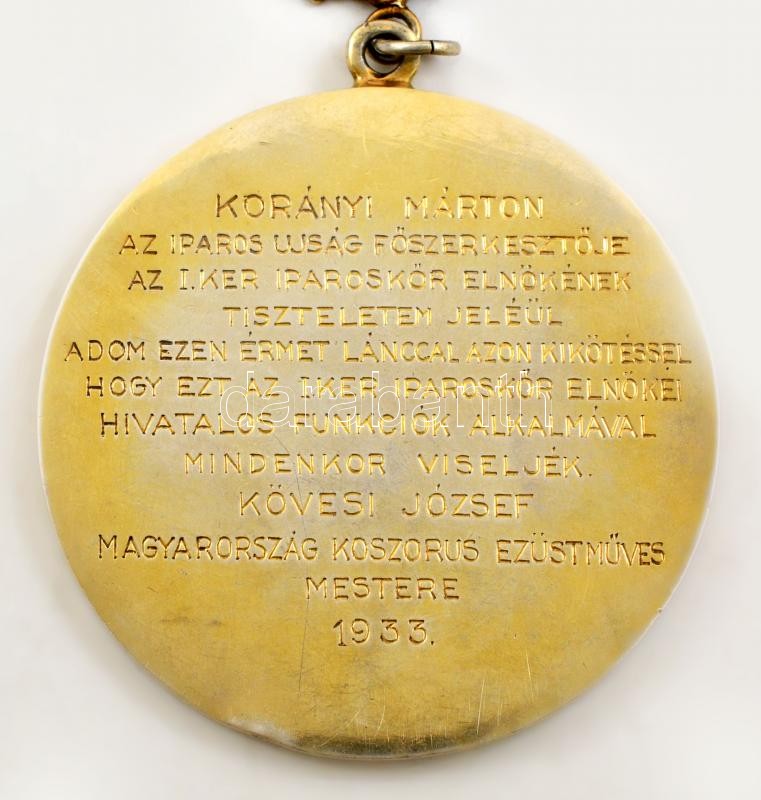 KORÁNYI MÁRTON
AZ IPAROS UJSÁG FŐSZERKESZTŐJE
AZ I.KER IPAROSKÖR ELNÖKÉNEK
TISZTELETEM JELÉÜL
ADOM EZEN ÉRMET LÁNCCAL AZON KIKÖTÉSSEL
HOGY EZT AZ I.KER IPAROSKÖR ELNÖKEI
darabanth
HIVATALOS FUNKCIÓK ALKALMÁVAL
MINDENKOR VISELJÉK.
KÖVESI JÓZSEF
MAGYARORSZÁG KOSZORUS EZÜSTMŰVES
MESTERE
1933.